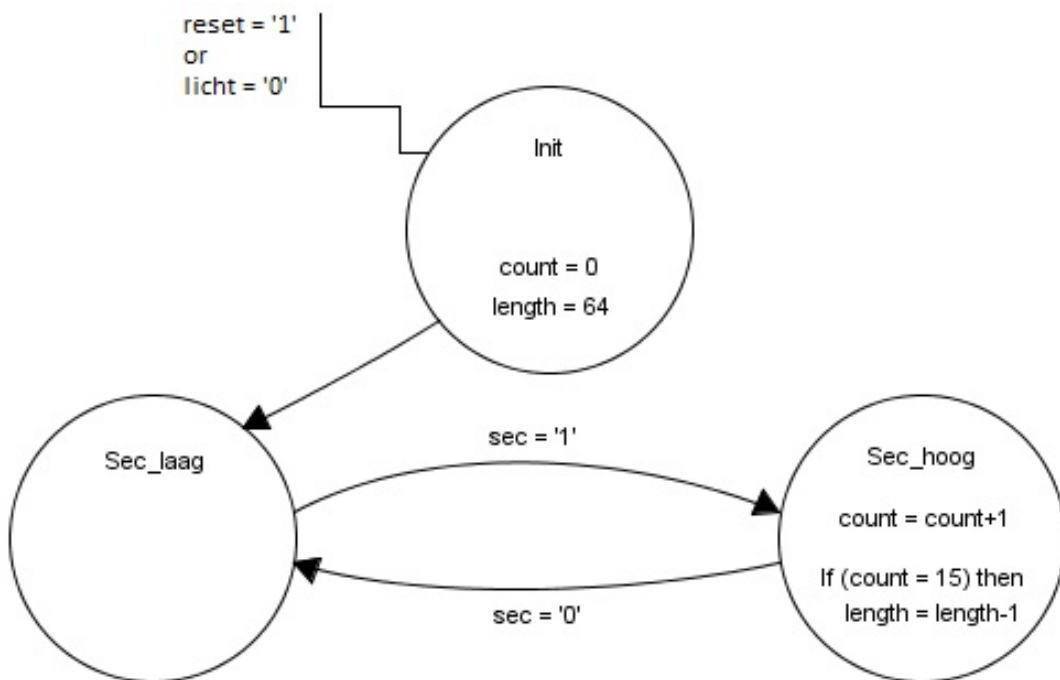 reset = '1'
or
licht = '0'
Init
count = 0
length = 64
Sec_laag
sec = '1'
sec = '0'
Sec_hoog
count = count+1
If (count = 15) then
length = length-1